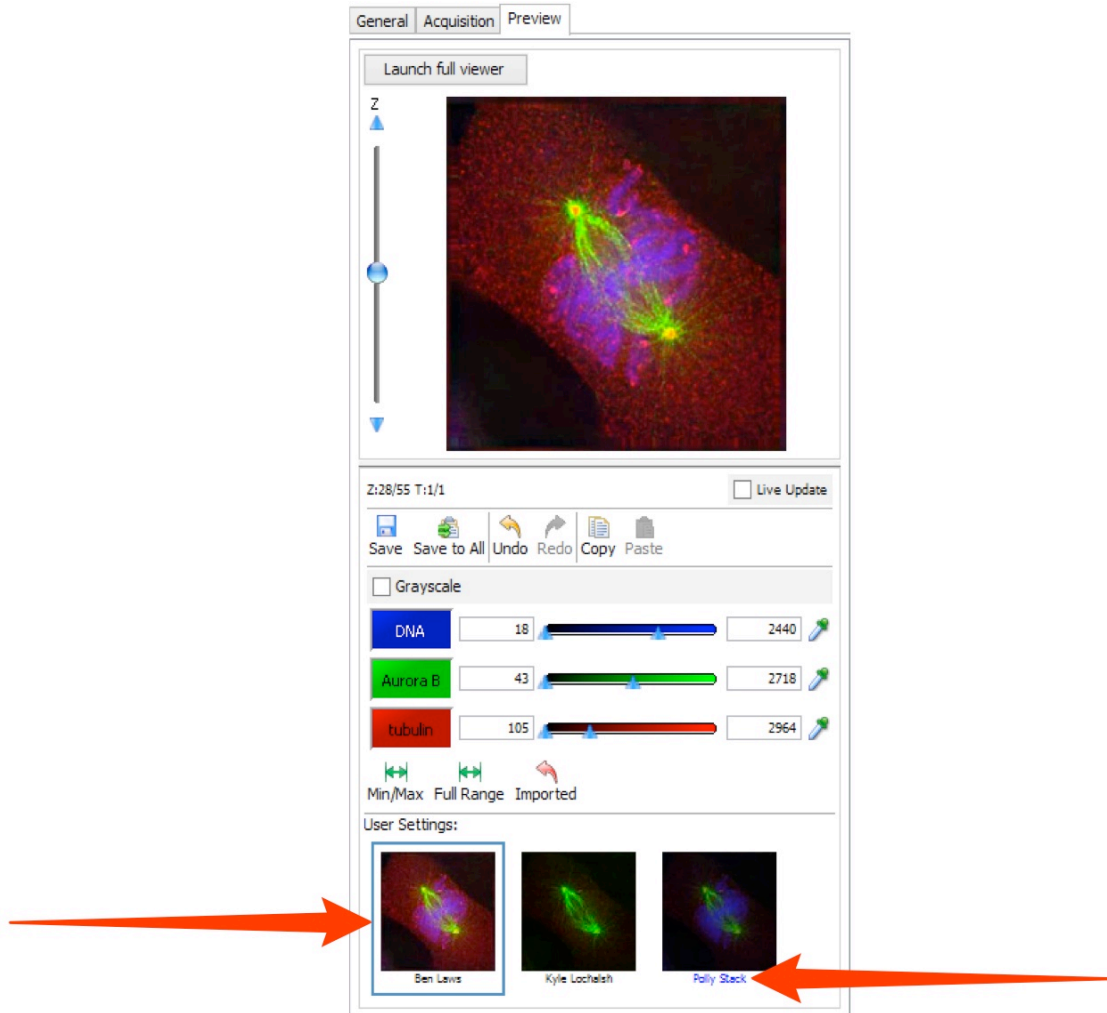 General Acquisition Preview
Launch full viewer
Z
Z:28/55 T:1/1 Live Update
Save Save to All Undo Redo Copy Paste
Grayscale
DNA 18 2440
Aurora B 43 2718
tubulin 105 2964
Min/Max Full Range Imported
User Settings:
Ben Laws Kyle Lochalsh Polly Stack